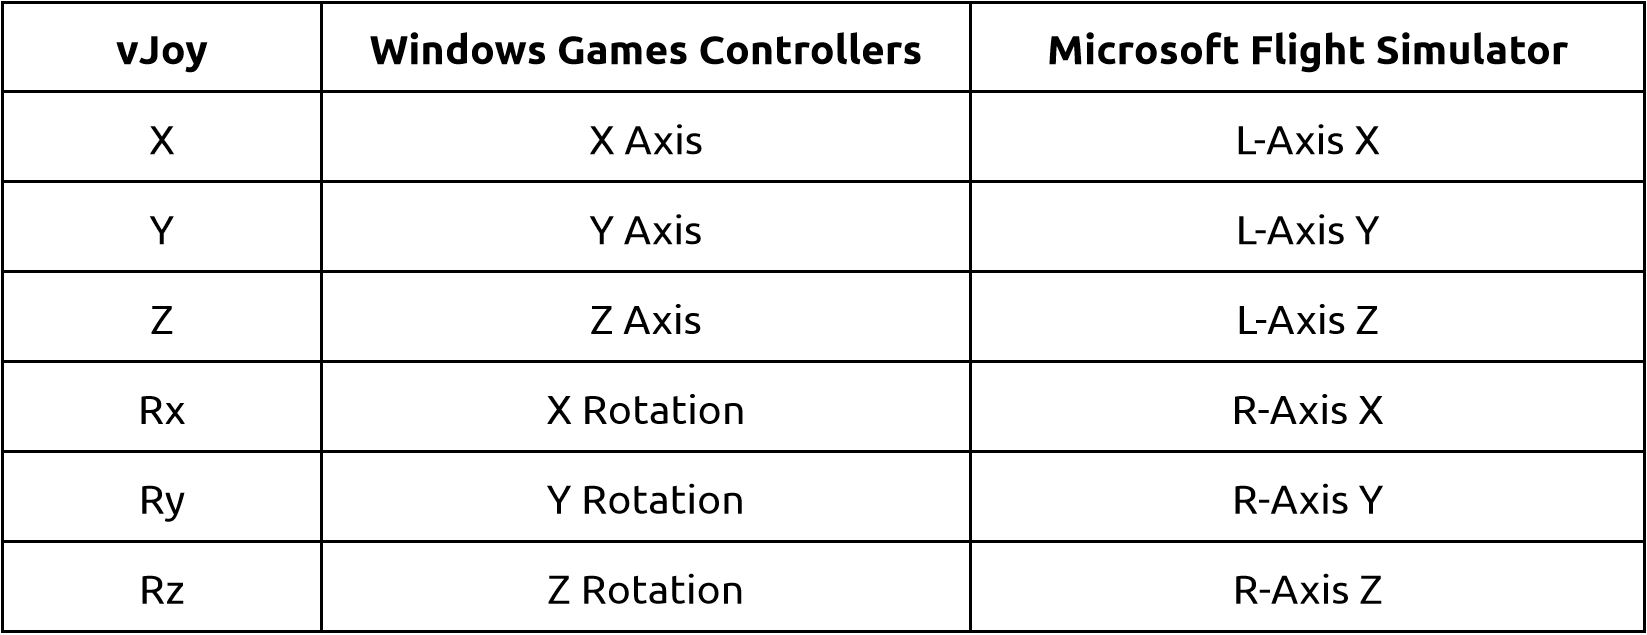 vJoy Windows Games Controllers Microsoft Flight Simulator
X X Axis L-Axis X
Y Y Axis L-Axis Y
Z Z Axis L-Axis Z
Rx X Rotation R-Axis X
Ry Y Rotation R-Axis Y
Rz Z Rotation R-Axis Z